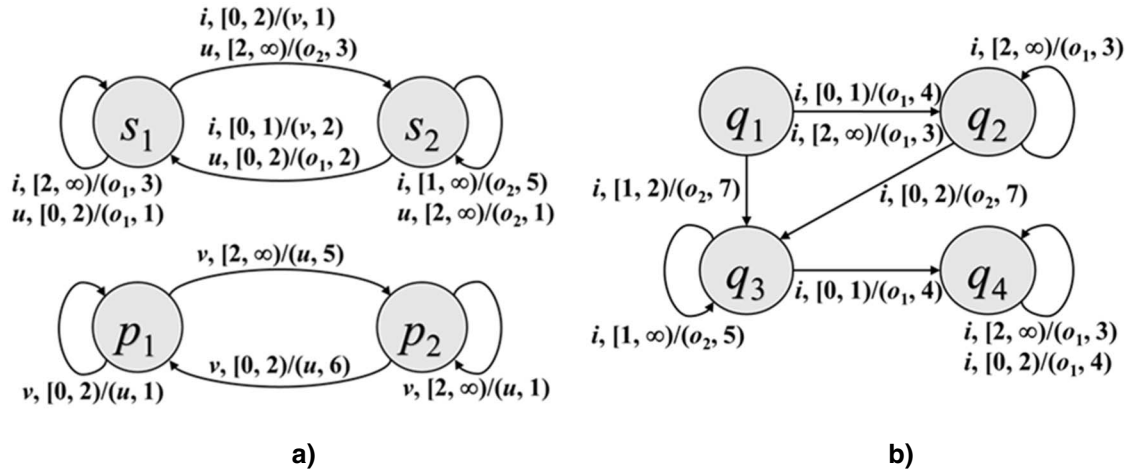 i, [0, 2)/(v, 1)
u, [2, ∞)/(o₂, 3)
s₁
s₂
i, [0, 1)/(v, 2)
u, [0, 2)/(o₁, 2)
i, [2, ∞)/(o₁, 3)
u, [0, 2)/(o₁, 1)
i, [1, ∞)/(o₂, 5)
u, [2, ∞)/(o₂, 1)
v, [2, ∞)/(u, 5)
p₁
p₂
v, [0, 2)/(u, 6)
v, [0, 2)/(u, 1)
v, [2, ∞)/(u, 1)
a)
i, [2, ∞)/(o₁, 3)
q₁
i, [0, 1)/(o₁, 4)
i, [2, ∞)/(o₁, 3)
q₂
i, [1, 2)/(o₂, 7)
i, [0, 2)/(o₂, 7)
q₃
i, [0, 1)/(o₁, 4)
q₄
i, [1, ∞)/(o₂, 5)
i, [2, ∞)/(o₁, 3)
i, [0, 2)/(o₁, 4)
b)